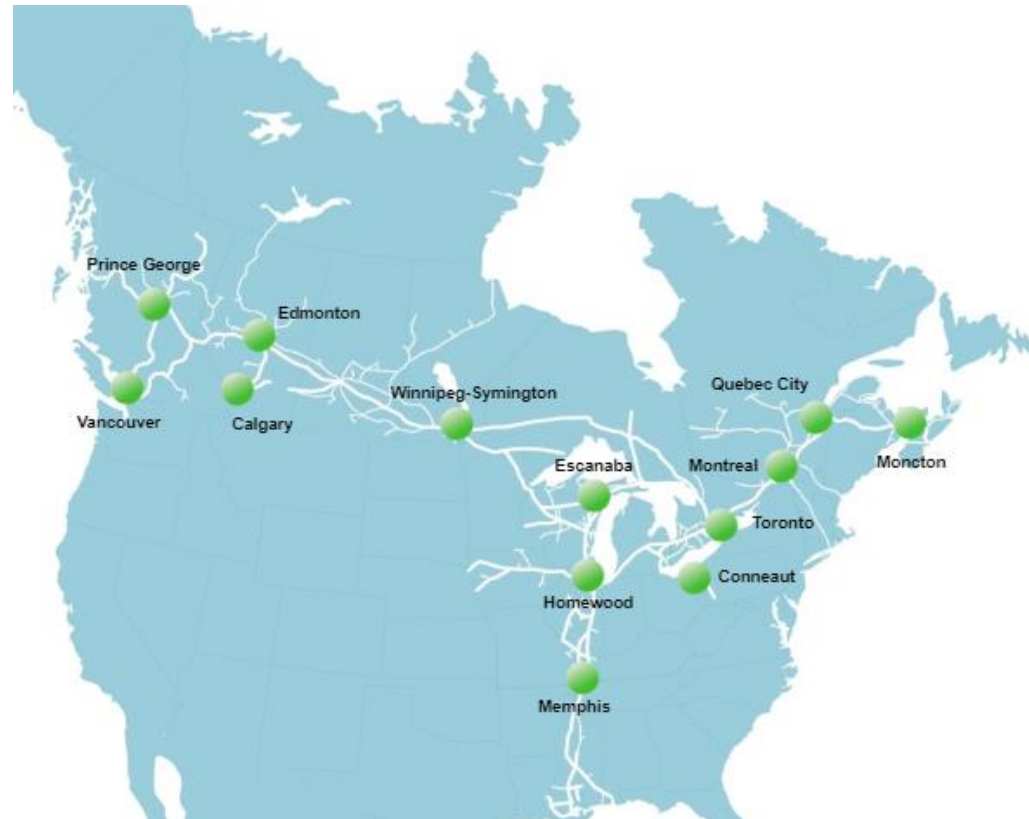 Prince George
Edmonton
Winnipeg-Symington
Quebec City
Vancouver
Calgary
Escanaba
Montreal
Moncton
Toronto
Conneaut
Homewood
Memphis